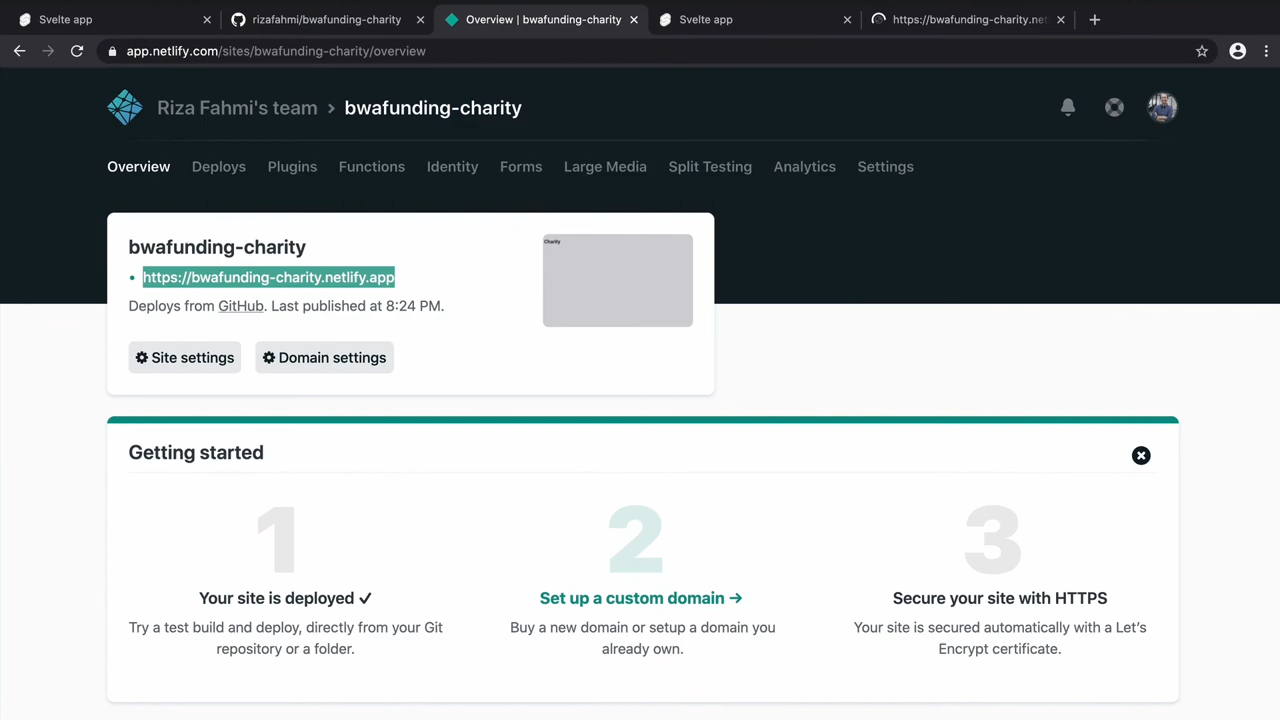 Svelte app
rizafahmi/bwafunding-charity
Overview | bwafunding-charity
Svelte app
https://bwafunding-charity.net
app.netlify.com/sites/bwafunding-charity/overview
Riza Fahmi's team > bwafunding-charity
Overview Deploys Plugins Functions Identity Forms Large Media Split Testing Analytics Settings
bwafunding-charity
Charity
• https://bwafunding-charity.netlify.app
Deploys from GitHub. Last published at 8:24 PM.
Site settings Domain settings
Getting started
1
Your site is deployed ✓
Try a test build and deploy, directly from your Git
repository or a folder.
2
Set up a custom domain →
Buy a new domain or setup a domain you
already own.
3
Secure your site with HTTPS
Your site is secured automatically with a Let’s
Encrypt certificate.